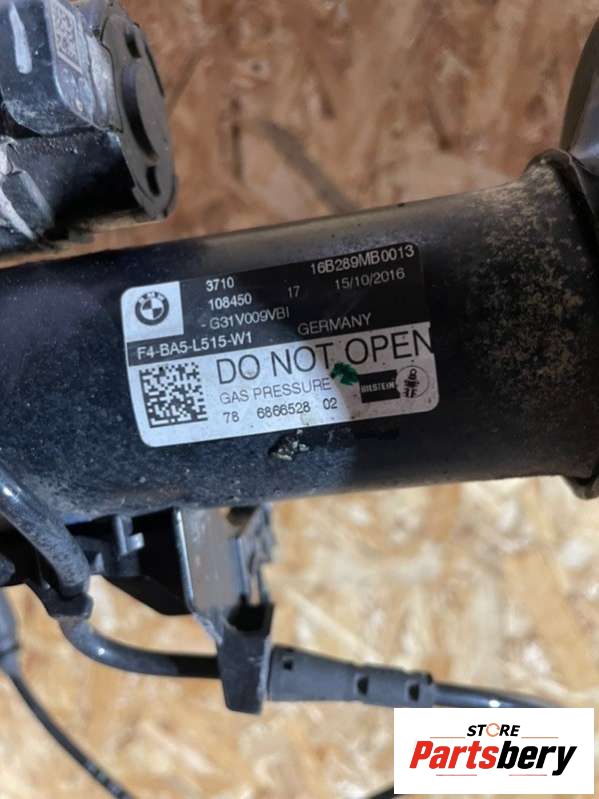 BMW
3710 16B289MB0013
108450 17 15/10/2016
-G31V009VBI
F4-BA5-L515-W1 GERMANY
DO NOT OPEN
GAS PRESSURE BILSTEIN
78 6866528 02
STORE
Partsbery